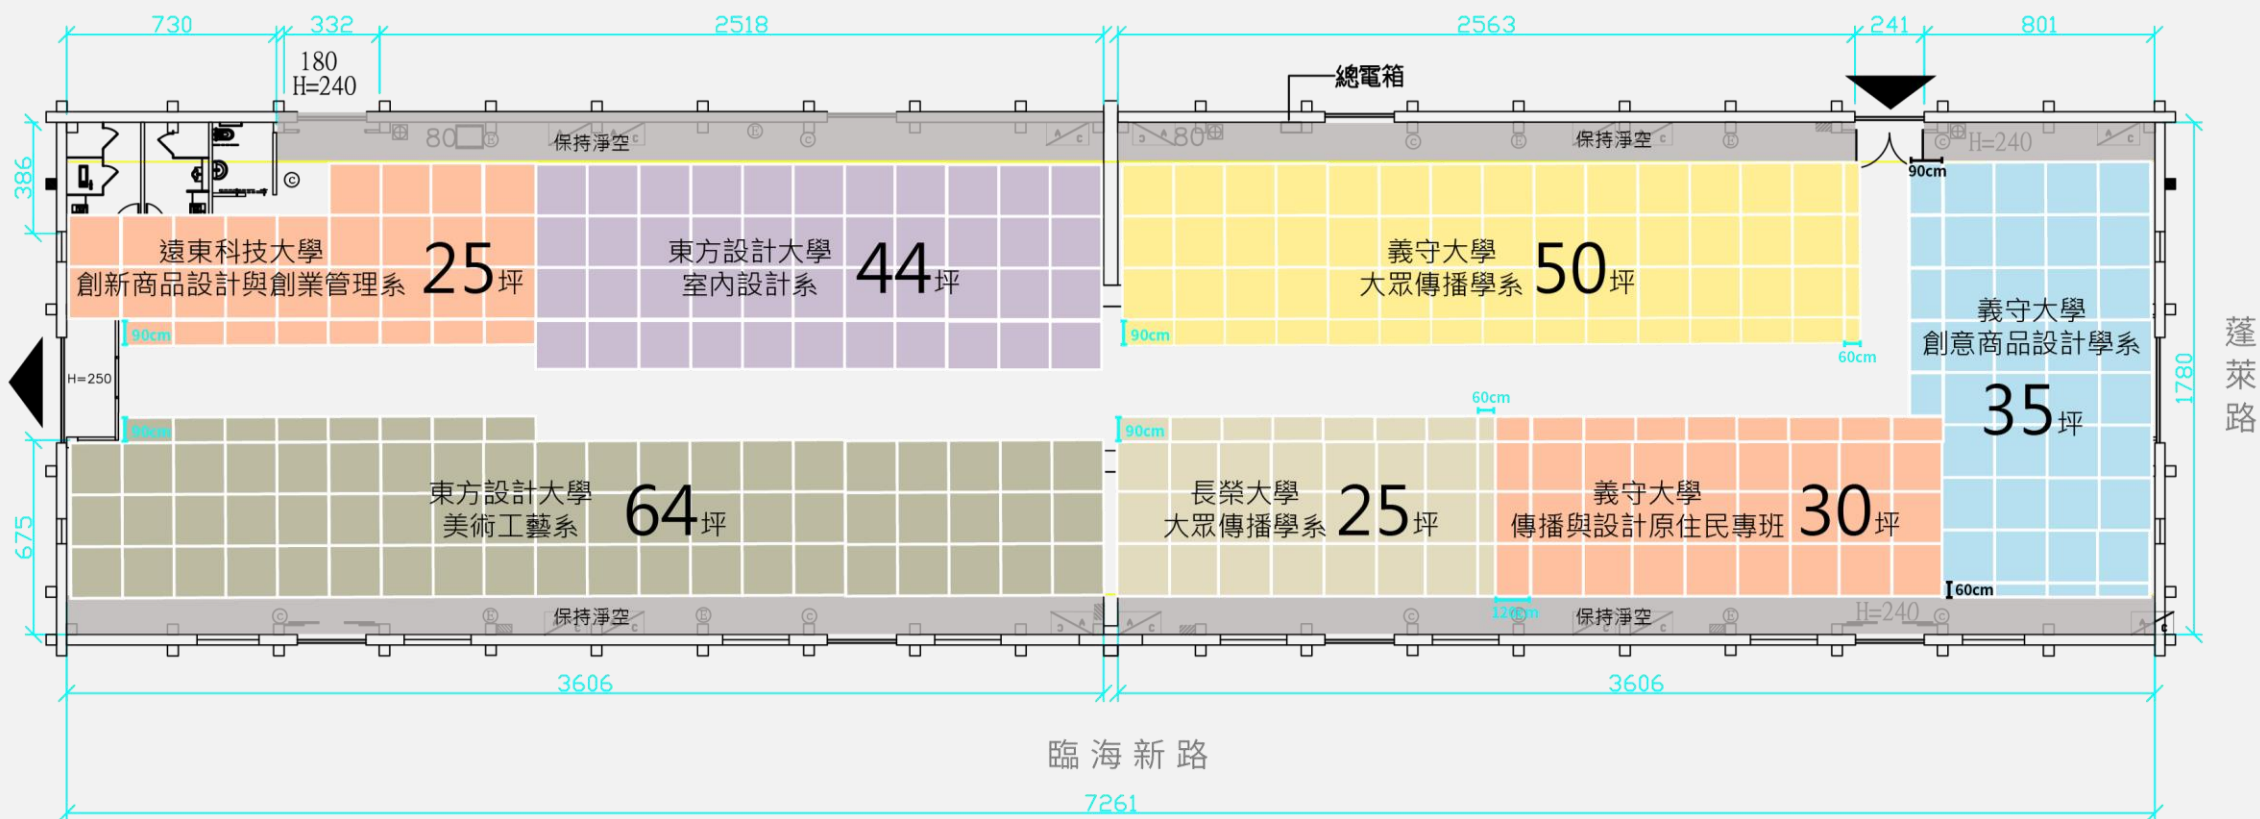 730
332
2518
2563
241
801
180
H=240
總電箱
80
保持淨空
80
保持淨空
H=240
386
90cm
遠東科技大學
創新商品設計與創業管理系
25坪
東方設計大學
室內設計系
44坪
義守大學
大眾傳播學系
50坪
義守大學
創意商品設計學系
35坪
90cm
90cm
60cm
H=250
1780
蓬萊路
90cm
90cm
60cm
675
東方設計大學
美術工藝系
64坪
長榮大學
大眾傳播學系
25坪
義守大學
傳播與設計原住民專班
30坪
60cm
120cm
保持淨空
保持淨空
H=240
3606
3606
臨海新路
7261